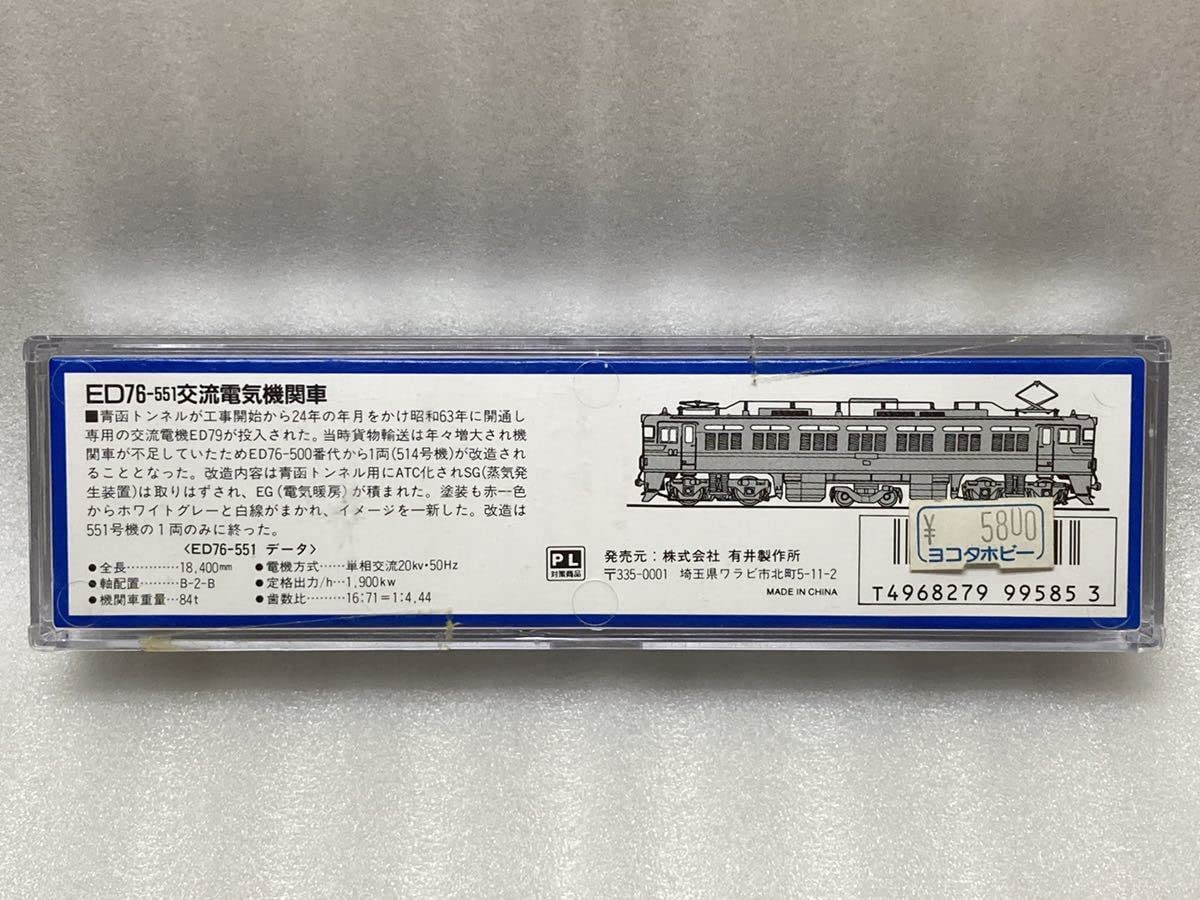 ED76-551交流電気機関車
■青函トンネルが工事開始から24年の年月をかけ昭和63年に開通し
専用の交流電機ED79が投入された。当時貨物輸送は年々増大され機
関車が不足していたためED76-500番代から1両(514号機)が改造され
ることとなった。改造内容は青函トンネル用にATC化されSG(蒸気発
生装置)は取りはずされ、EG(電気暖房)が積まれた。塗装も赤一色
からホワイトグレーと白線がまかれ、イメージを一新した。改造は
551号機の1両のみに終った。
<ED76-551 データ>
●全長………18,400mm ●電機方式……単相交流20kv・50Hz
●軸配置………B-2-B ●定格出力/h…1,900kw
●機関車重量…84t ●歯数比………16:71=1:4.44
PL
対策商品
発売元:株式会社 有井製作所
〒335-0001 埼玉県ワラビ市北町5-11-2
MADE IN CHINA
¥ 5800
ヨコタホビー
T4968279 99585 3